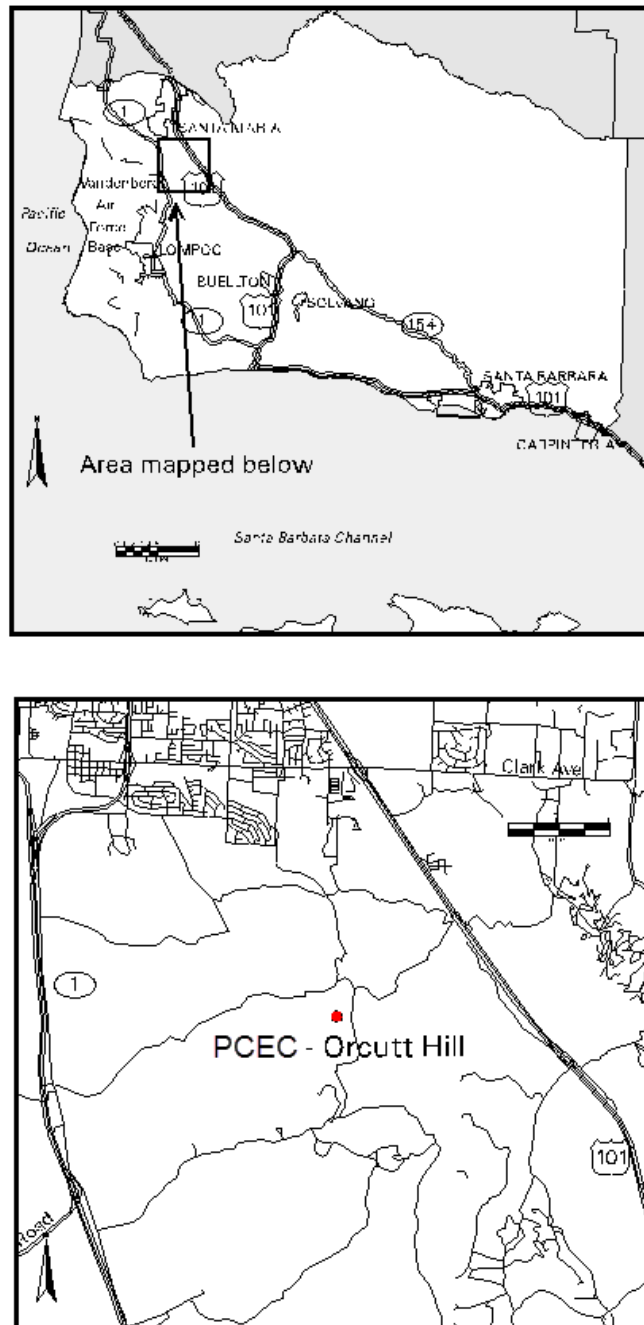 1
SANTA MARIA
Vandenberg
101
Air
Pacific
Force
Ocean
Base
LOMPOC
BUELLTON
101
SOLVANG
1
154
SANTA BARBARA
101
CARPINTERIA
Area mapped below
Santa Barbara Channel
Clark Ave
1
PCEC - Orcutt Hill
101
Road